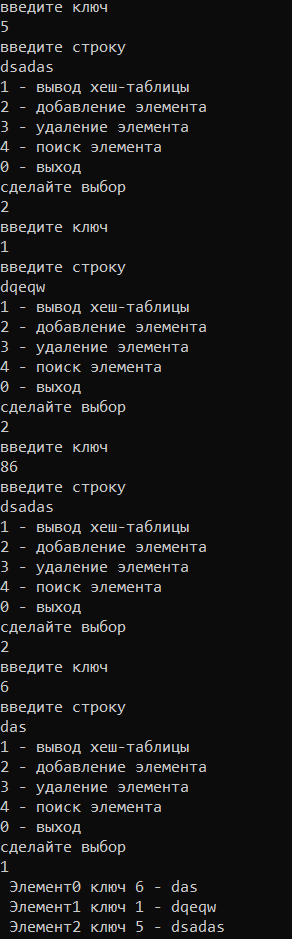 введите ключ
5
введите строку
dsadas
1 - вывод хеш-таблицы
2 - добавление элемента
3 - удаление элемента
4 - поиск элемента
0 - выход
сделайте выбор
2
введите ключ
1
введите строку
dqeqw
1 - вывод хеш-таблицы
2 - добавление элемента
3 - удаление элемента
4 - поиск элемента
0 - выход
сделайте выбор
2
введите ключ
86
введите строку
dsadas
1 - вывод хеш-таблицы
2 - добавление элемента
3 - удаление элемента
4 - поиск элемента
0 - выход
сделайте выбор
2
введите ключ
6
введите строку
das
1 - вывод хеш-таблицы
2 - добавление элемента
3 - удаление элемента
4 - поиск элемента
0 - выход
сделайте выбор
1
Элемент0 ключ 6 - das
Элемент1 ключ 1 - dqeqw
Элемент2 ключ 5 - dsadas